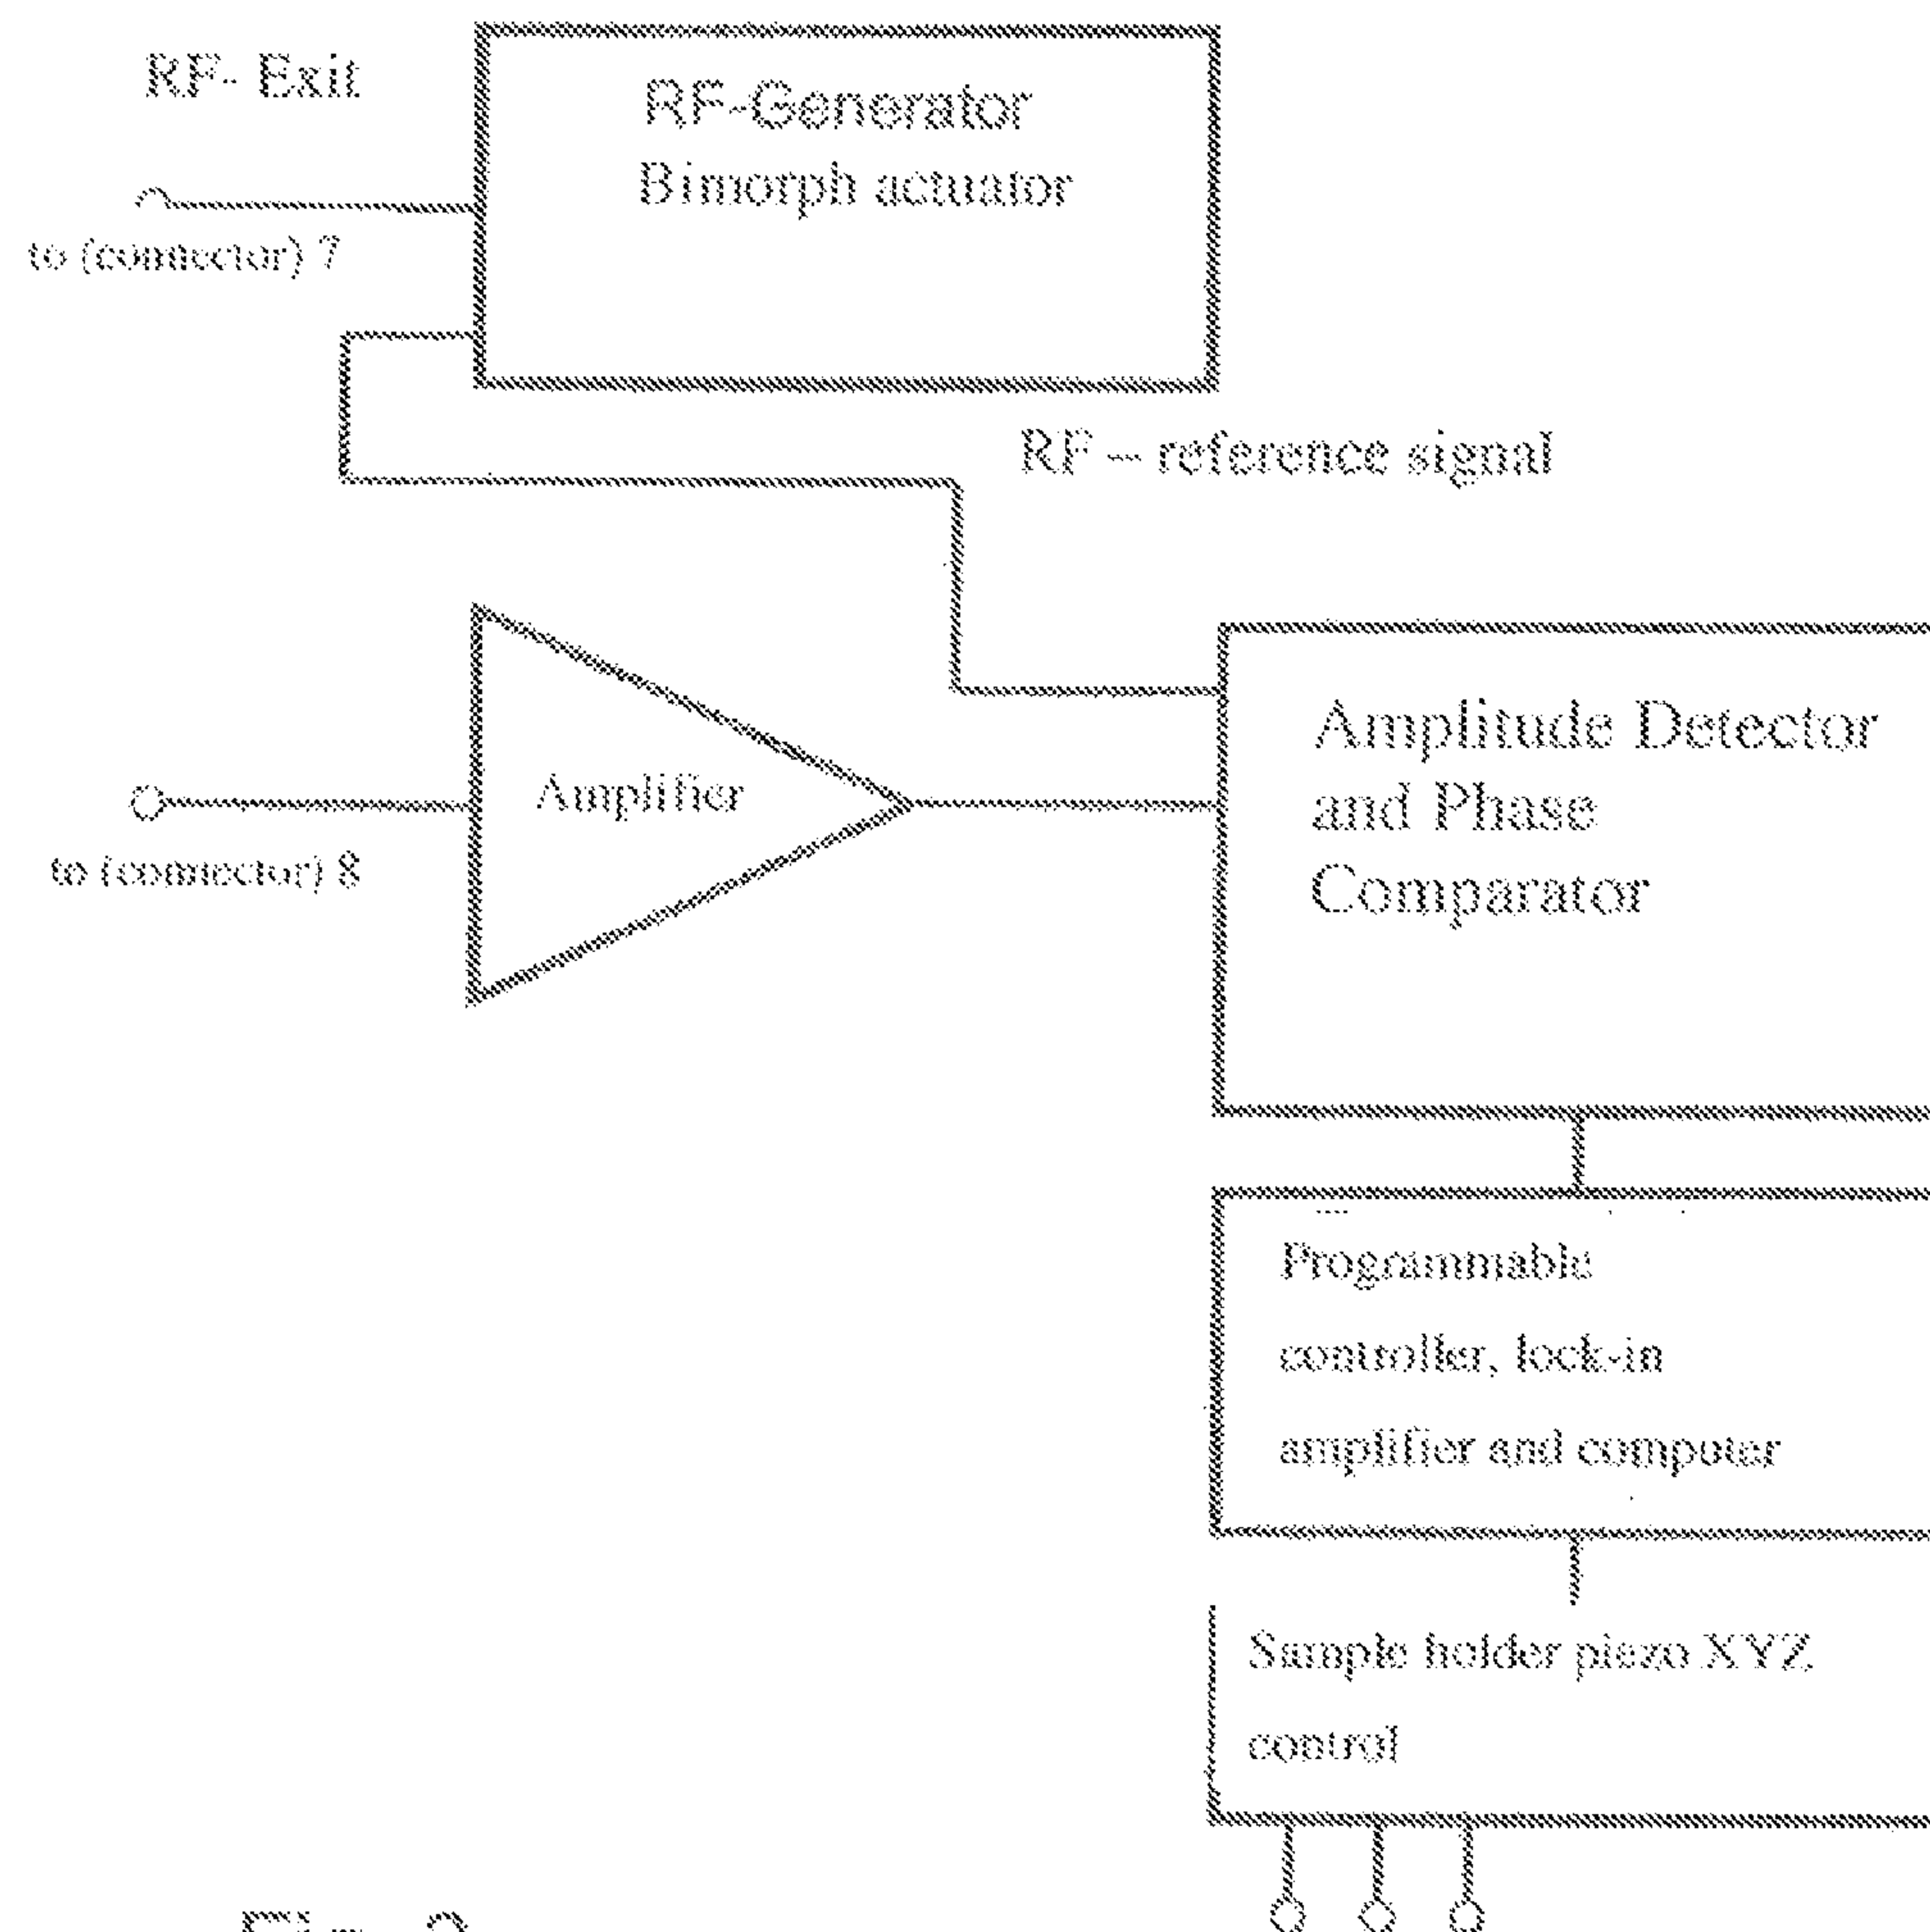 RF- Exit
RF-Generator
Bimorph actuator
to (connector) 7
RF – reference signal
Amplifier
to (connector) 8
Amplitude Detector
and Phase
Comparator
Programmable
controller, lock-in
amplifier and computer
Sample holder piezo XYZ
control